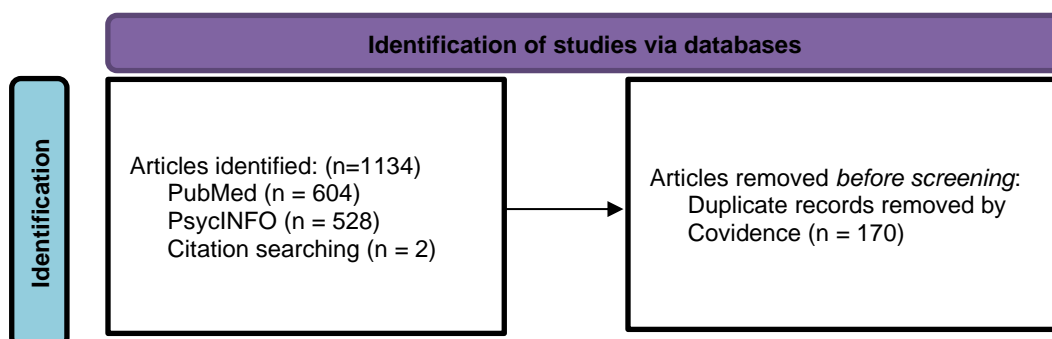 Identification of studies via databases
Identification
Articles identified: (n=1134)
PubMed (n = 604)
PsycINFO (n = 528)
Citation searching (n = 2)
Articles removed before screening:
Duplicate records removed by
Covidence (n = 170)